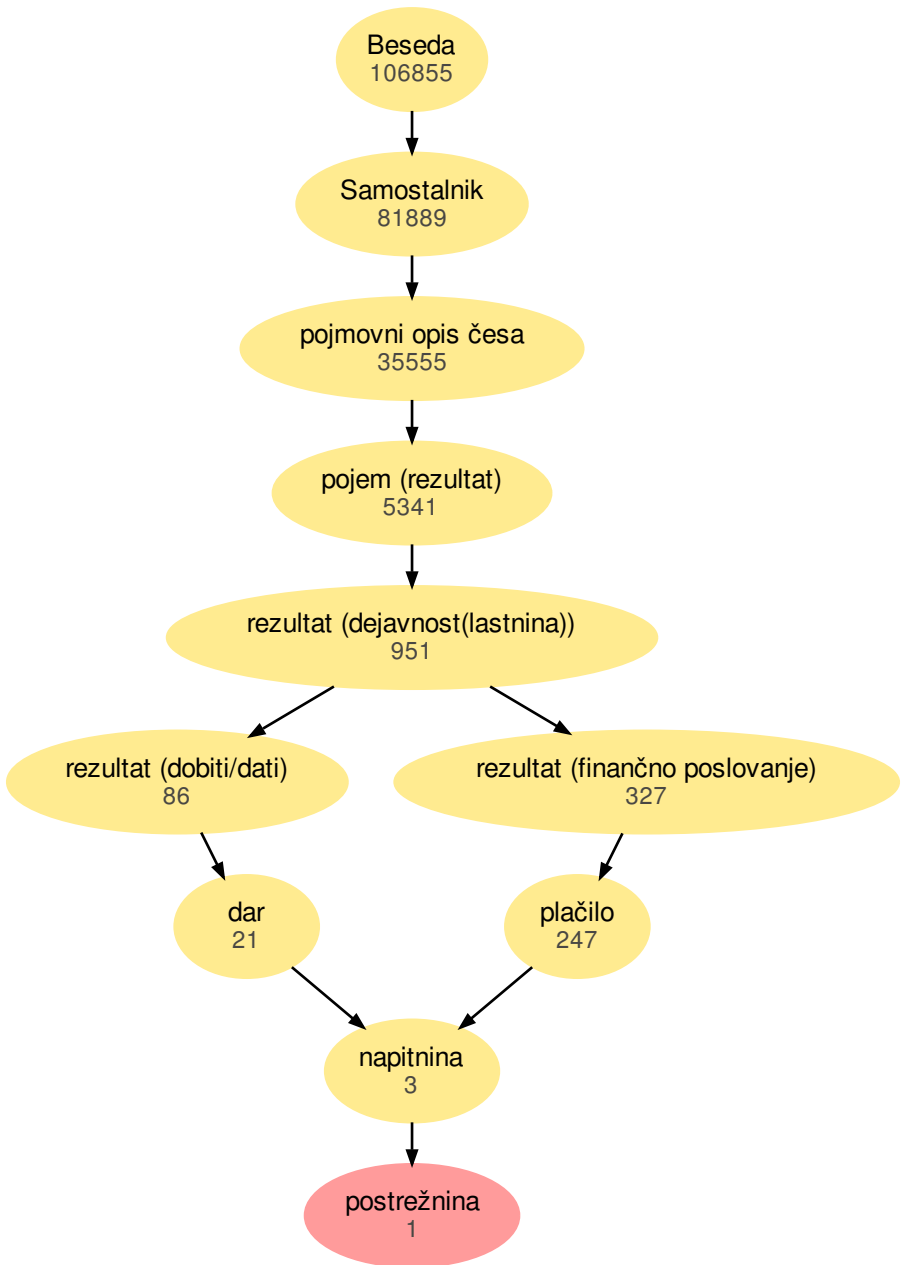 Beseda
106855
Samostalnik
81889
pojmovni opis česa
35555
pojem (rezultat)
5341
rezultat (dejavnost(lastnina))
951
rezultat (dobiti/dati)
86
rezultat (finančno poslovanje)
327
dar
21
plačilo
247
napitnina
3
postrežnina
1